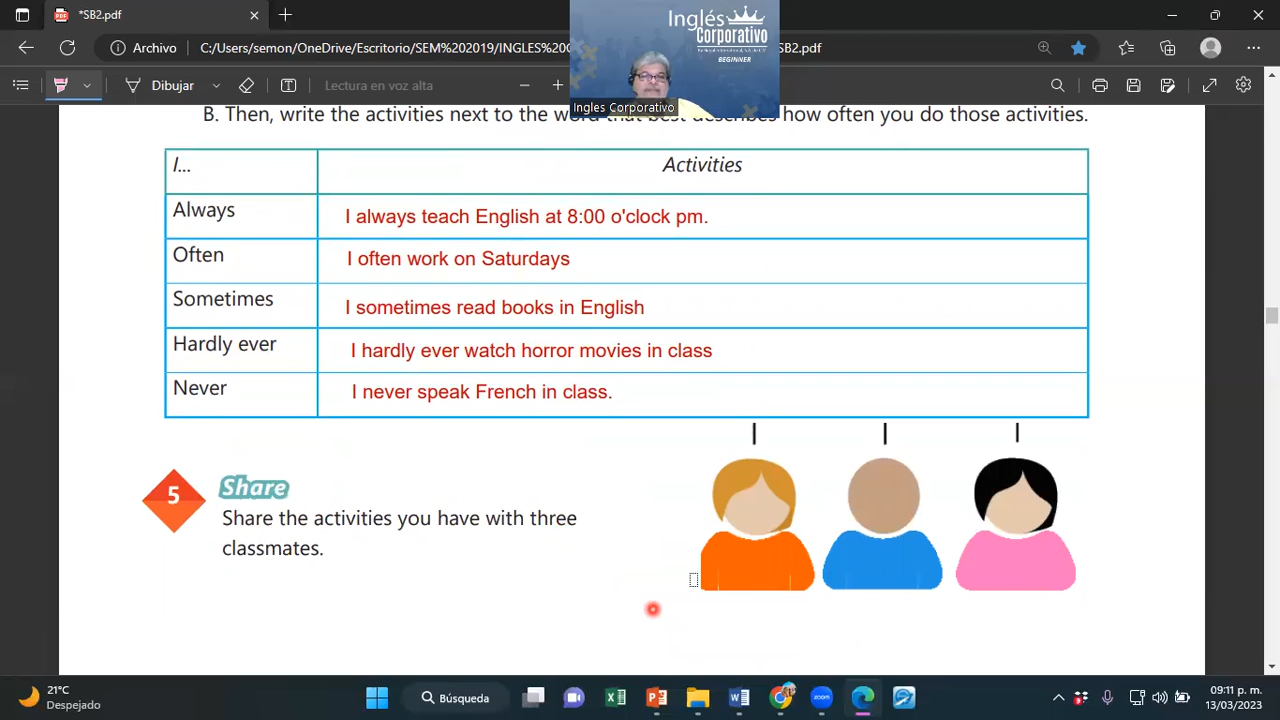 *SB2.pdf
Archivo
C:/Users/semon/OneDrive/Escritorio/SEM%202019/INGLES%20
SB2.pdf
Dibujar
Lectura en voz alta
Inglés
Corporativo
BEGINNER
Ingles Corporativo
B. Then, write the activities next to the word that best describes how often you do those activities.
I... Activities
Always I always teach English at 8:00 o'clock pm.
Often I often work on Saturdays
Sometimes I sometimes read books in English
Hardly ever I hardly ever watch horror movies in class
Never I never speak French in class.
5 Share
Share the activities you have with three
classmates.
21°C
Despejado
Búsqueda
09:11 p. m.
13/03/2023